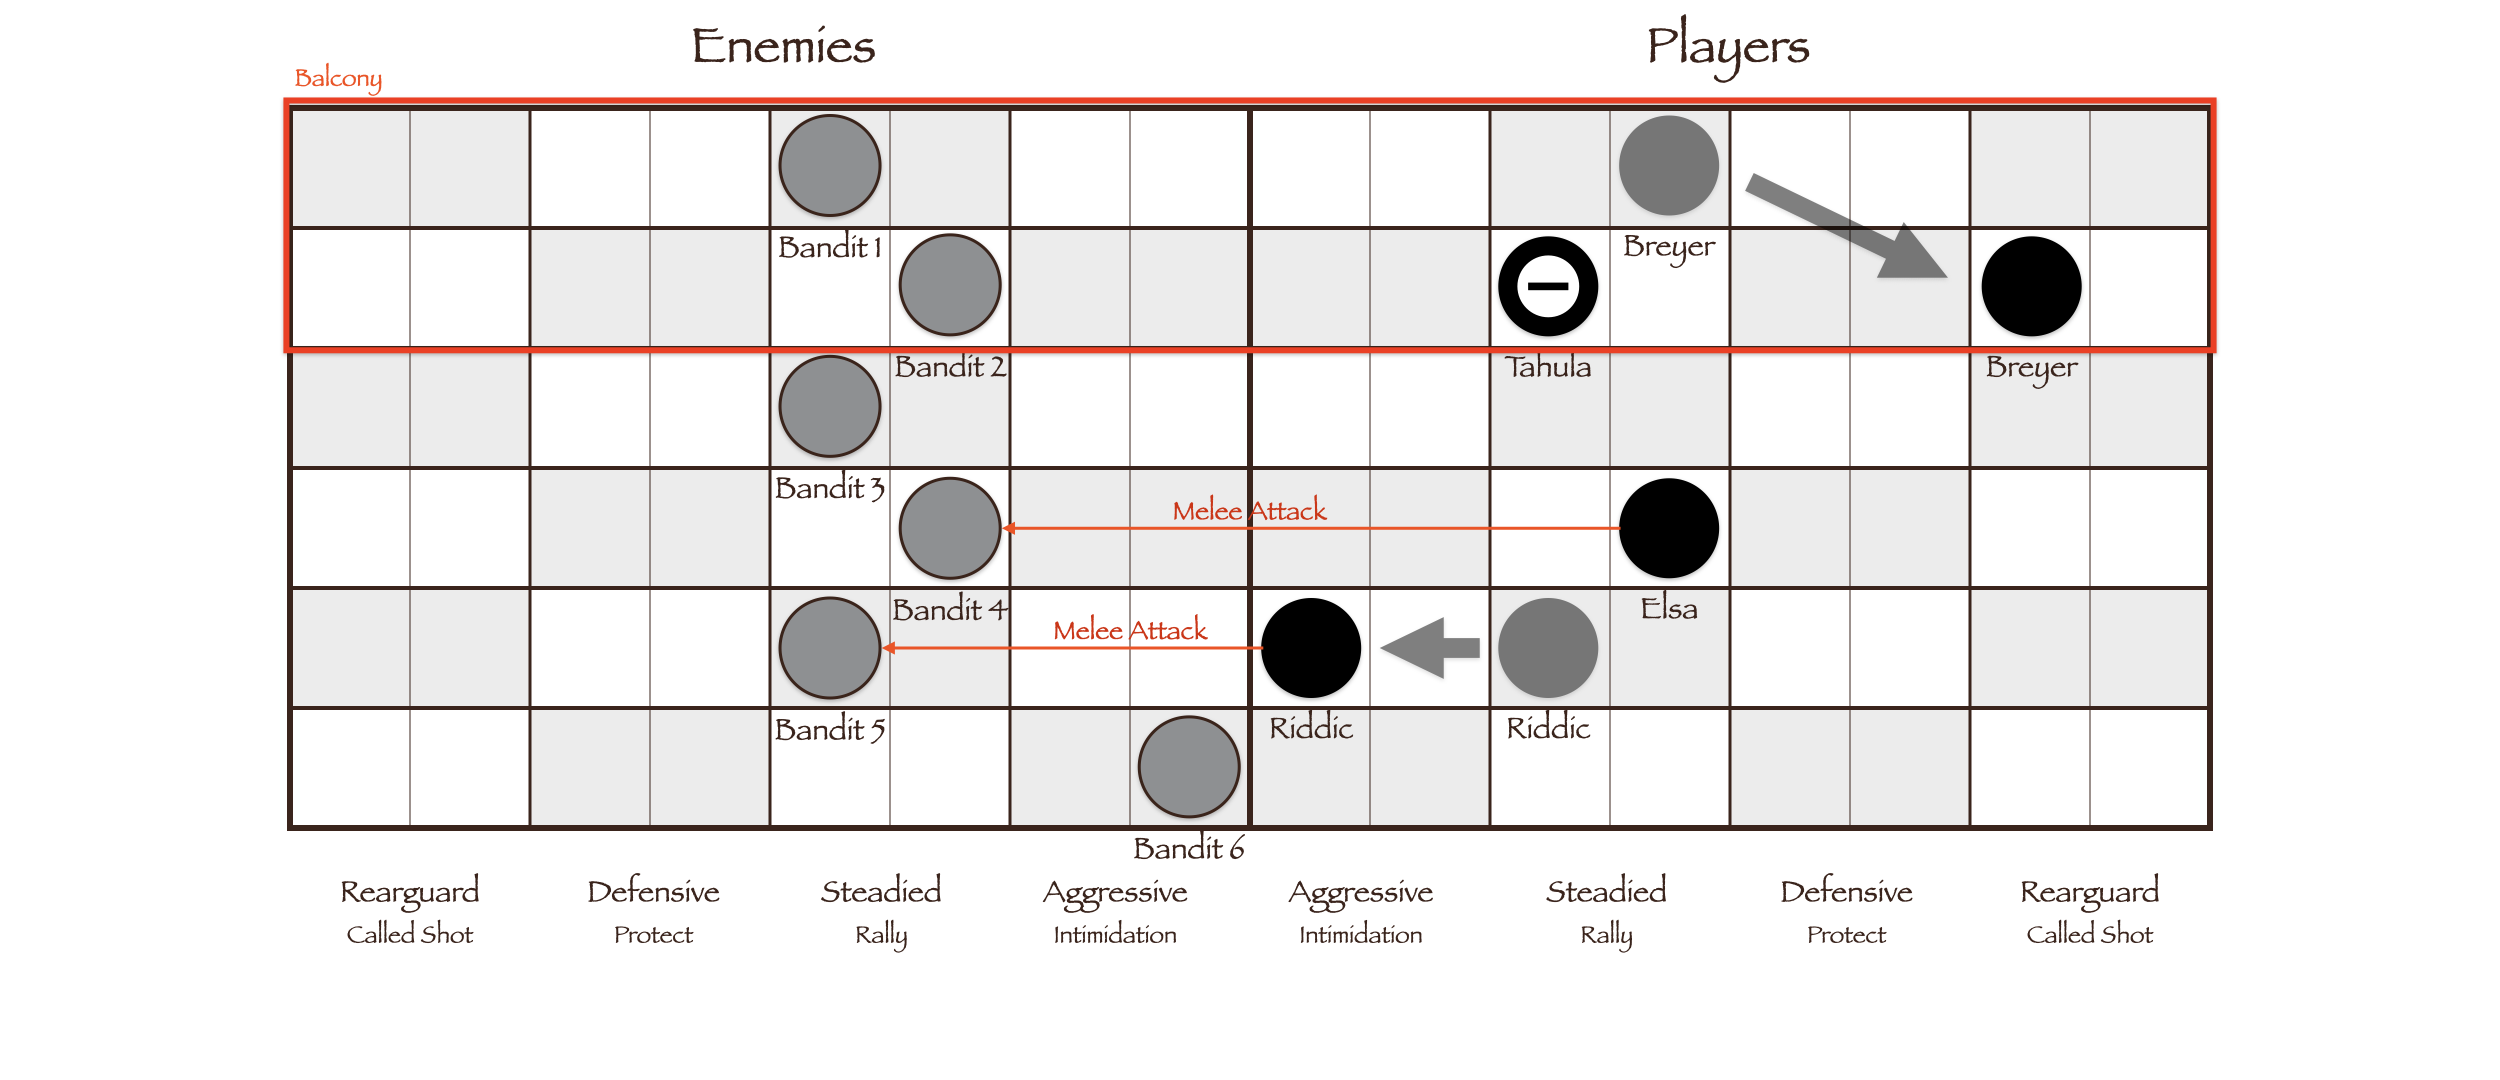 Enemies
Players
Balcony
Bandit 1
Breyer
Bandit 2
Tahula
Breyer
Bandit 3
Melee Attack
Bandit 4
Elsa
Melee Attack
Bandit 5
Riddic
Riddic
Bandit 6
Rearguard
Defensive
Steadied
Aggressive
Aggressive
Steadied
Defensive
Rearguard
Called Shot
Protect
Rally
Intimidation
Intimidation
Rally
Protect
Called Shot